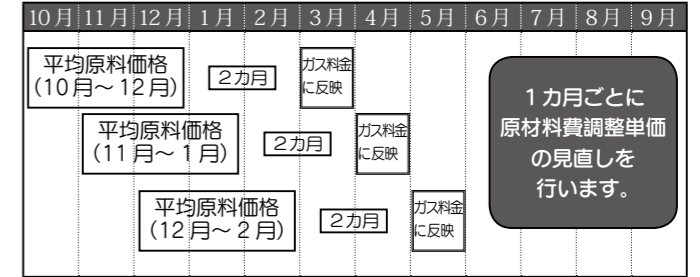 10月 11月 12月 1月 2月 3月 4月 5月 6月 7月 8月 9月
平均原料価格
(10月～12月)
2カ月
ガス料金
に反映
平均原料価格
(11月～1月)
2カ月
ガス料金
に反映
平均原料価格
(12月～2月)
2カ月
ガス料金
に反映
1カ月ごとに
原材料費調整単価
の見直しを
行います。